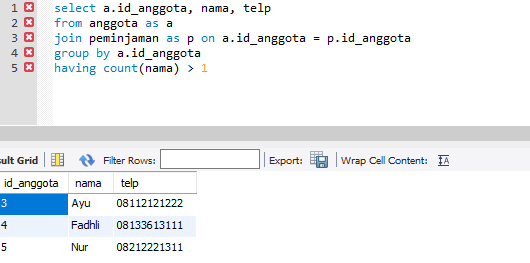 1 select a.id_anggota, nama, telp
2 from anggota as a
3 join peminjaman as p on a.id_anggota = p.id_anggota
4 group by a.id_anggota
5 having count(nama) > 1
ult Grid Filter Rows: Export: Wrap Cell Content: IA
id_anggota nama telp
3 Ayu 08112121222
4 Fadhli 08133613111
5 Nur 08212221311